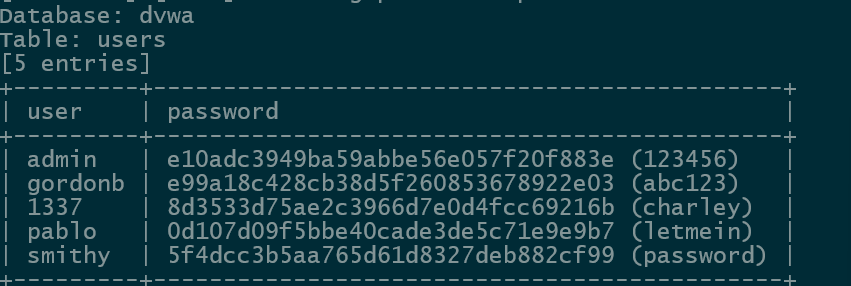 Database: dvwa
Table: users
[5 entries]
+---------+---------------------------------------------+
| user    | password                                    |
+---------+---------------------------------------------+
| admin   | e10adc3949ba59abbe56e057f20f883e (123456)   |
| gordonb | e99a18c428cb38d5f260853678922e03 (abc123)   |
| 1337    | 8d3533d75ae2c3966d7e0d4fcc69216b (charley)  |
| pablo   | 0d107d09f5bbe40cade3de5c71e9e9b7 (letmein)  |
| smithy  | 5f4dcc3b5aa765d61d8327deb882cf99 (password) |
+---------+---------------------------------------------+